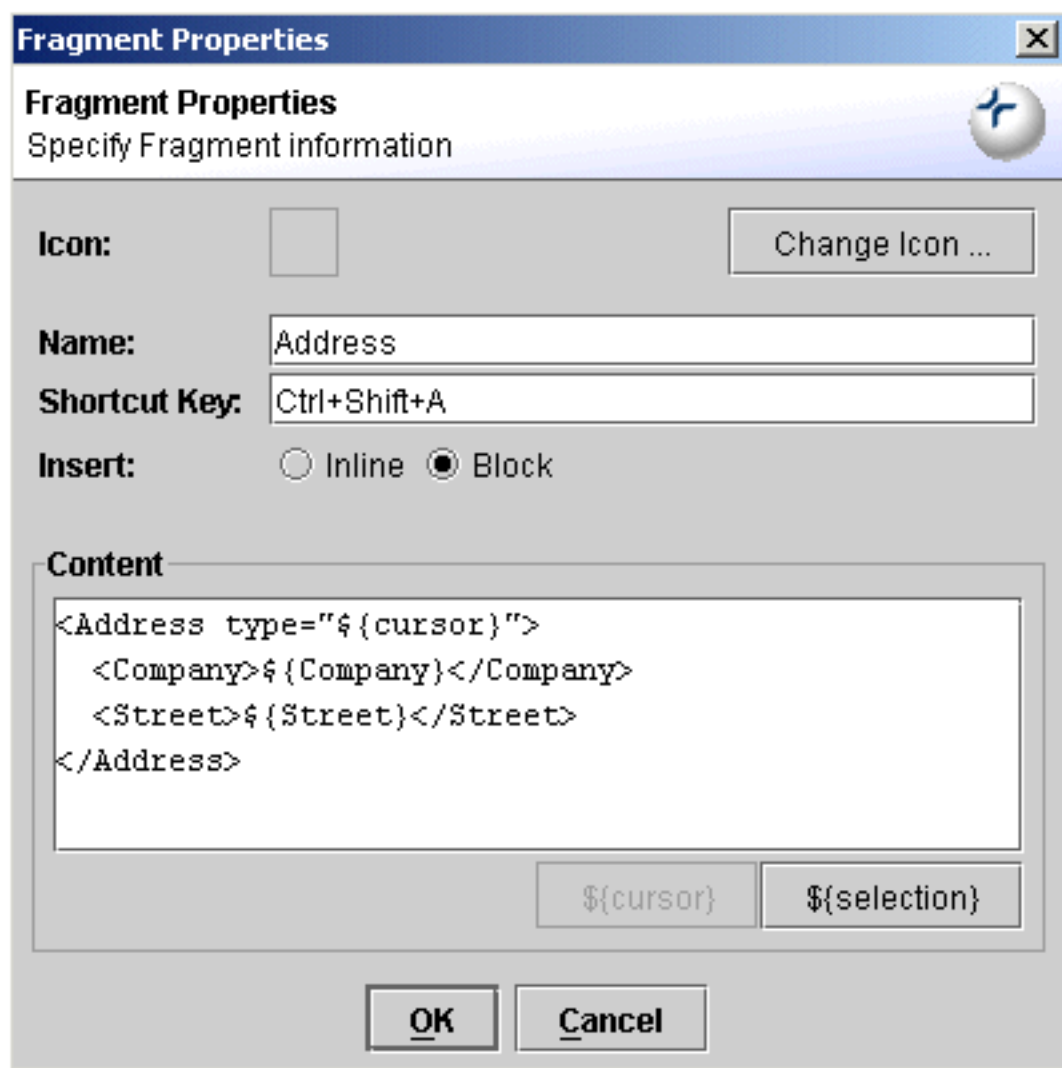 Fragment Properties
Fragment Properties
Specify Fragment information
Icon:
Change Icon ...
Name: Address
Shortcut Key: Ctrl+Shift+A
Insert: Inline Block
Content
<Address type="${cursor}">
  <Company>${Company}</Company>
  <Street>${Street}</Street>
</Address>
${cursor} ${selection}
OK Cancel